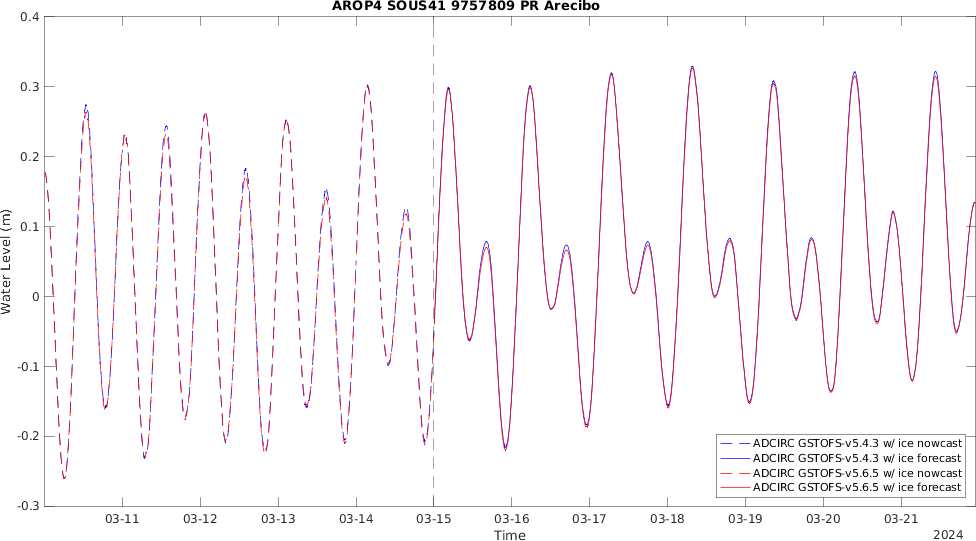 AROP4 SOUS41 9757809 PR Arecibo
0.4
0.3
0.2
0.1
0
-0.1
-0.2
-0.3
Water Level (m)
ADCIRC GSTOFS-v5.4.3 w/ ice nowcast
ADCIRC GSTOFS-v5.4.3 w/ ice forecast
ADCIRC GSTOFS-v5.6.5 w/ ice nowcast
ADCIRC GSTOFS-v5.6.5 w/ ice forecast
03-11 03-12 03-13 03-14 03-15 03-16 03-17 03-18 03-19 03-20 03-21
Time
2024